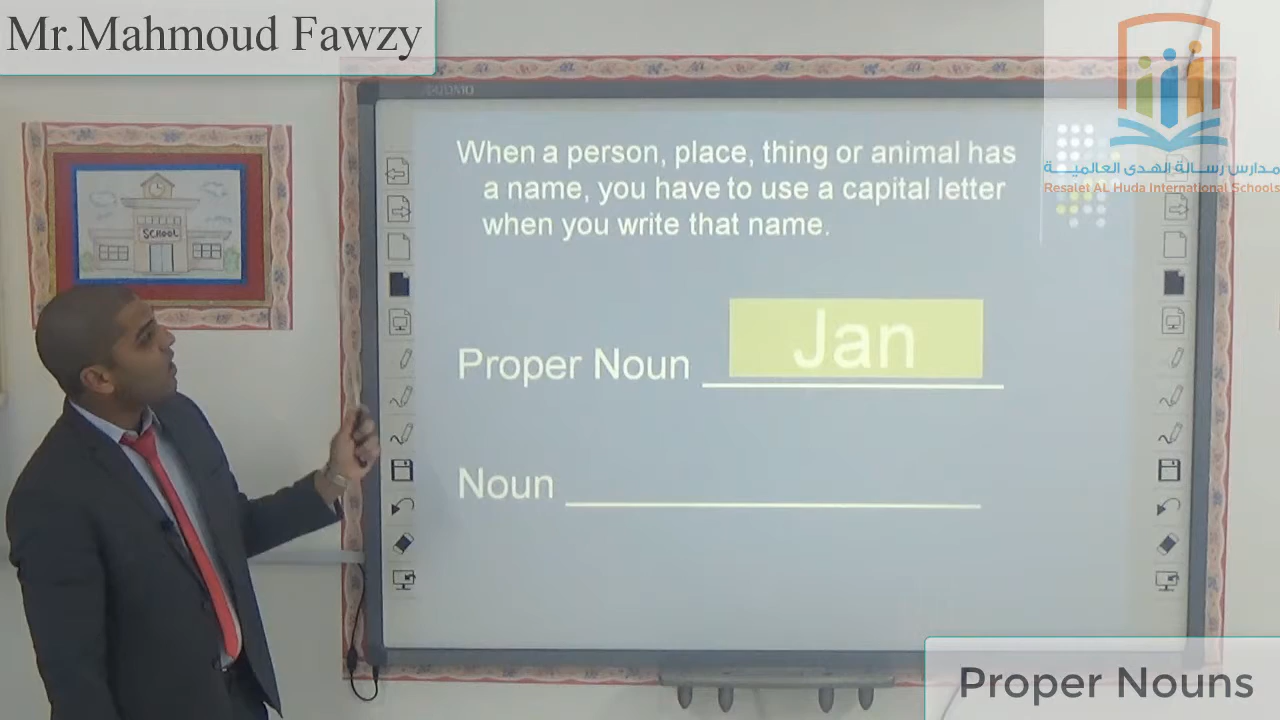 Mr.Mahmoud Fawzy
SCHOOL
When a person, place, thing or animal has
a name, you have to use a capital letter
when you write that name.
Proper Noun Jan
Noun
مدارس رسالة الهدى العالمية
Resalet AL Huda International Schools
Proper Nouns